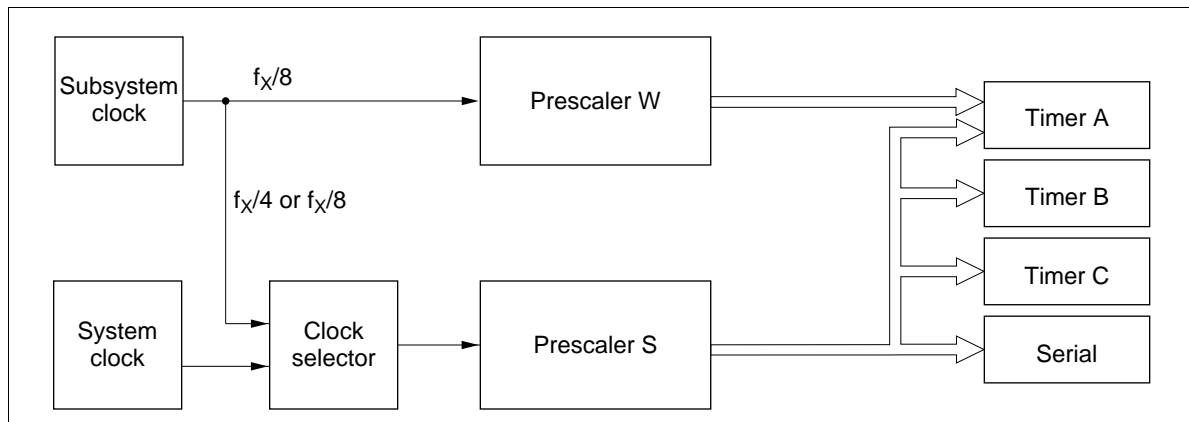 Subsystem
clock
fX/8
Prescaler W
Timer A
Timer B
fX/4 or fX/8
Timer C
System
clock
Clock
selector
Prescaler S
Serial